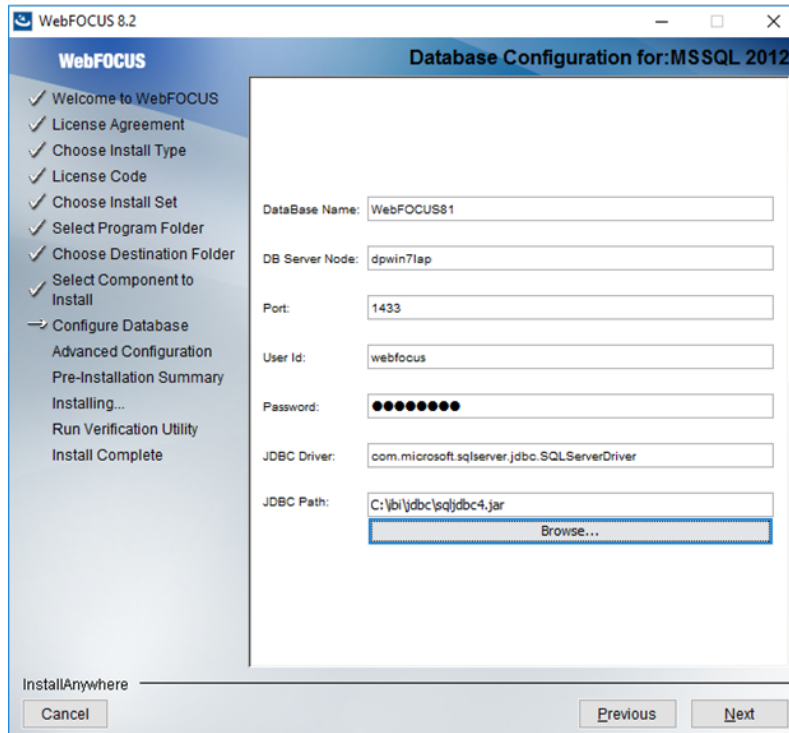 WebFOCUS 8.2
WebFOCUS
Database Configuration for:MSSQL 2012
Welcome to WebFOCUS
License Agreement
Choose Install Type
License Code
Choose Install Set
Select Program Folder
Choose Destination Folder
Select Component to
Install
Configure Database
Advanced Configuration
Pre-Installation Summary
Installing...
Run Verification Utility
Install Complete
DataBase Name: WebFOCUS81
DB Server Node: dpwin7lap
Port: 1433
User Id: webfocus
Password: ●●●●●●●●
JDBC Driver: com.microsoft.sqlserver.jdbc.SQLServerDriver
JDBC Path: C:\ibi\jdbc\sqljdbc4.jar
Browse...
InstallAnywhere
Cancel
Previous
Next